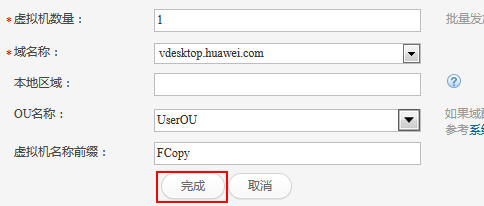 *虚拟机数量： 1 批量发
*域名称： vdesktop.huawei.com
本地区域： ?
OU名称： UserOU 如果域
参考系统
虚拟机名称前缀： FCopy
完成 取消